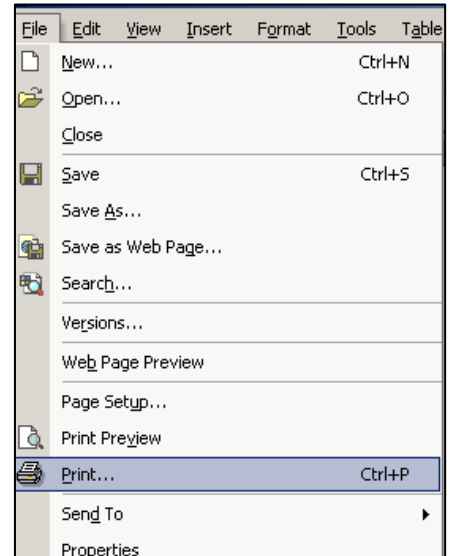 File Edit View Insert Format Tools Table
New... Ctrl+N
Open... Ctrl+O
Close
Save Ctrl+S
Save As...
Save as Web Page...
Search...
Versions...
Web Page Preview
Page Setup...
Print Preview
Print... Ctrl+P
Send To
Properties